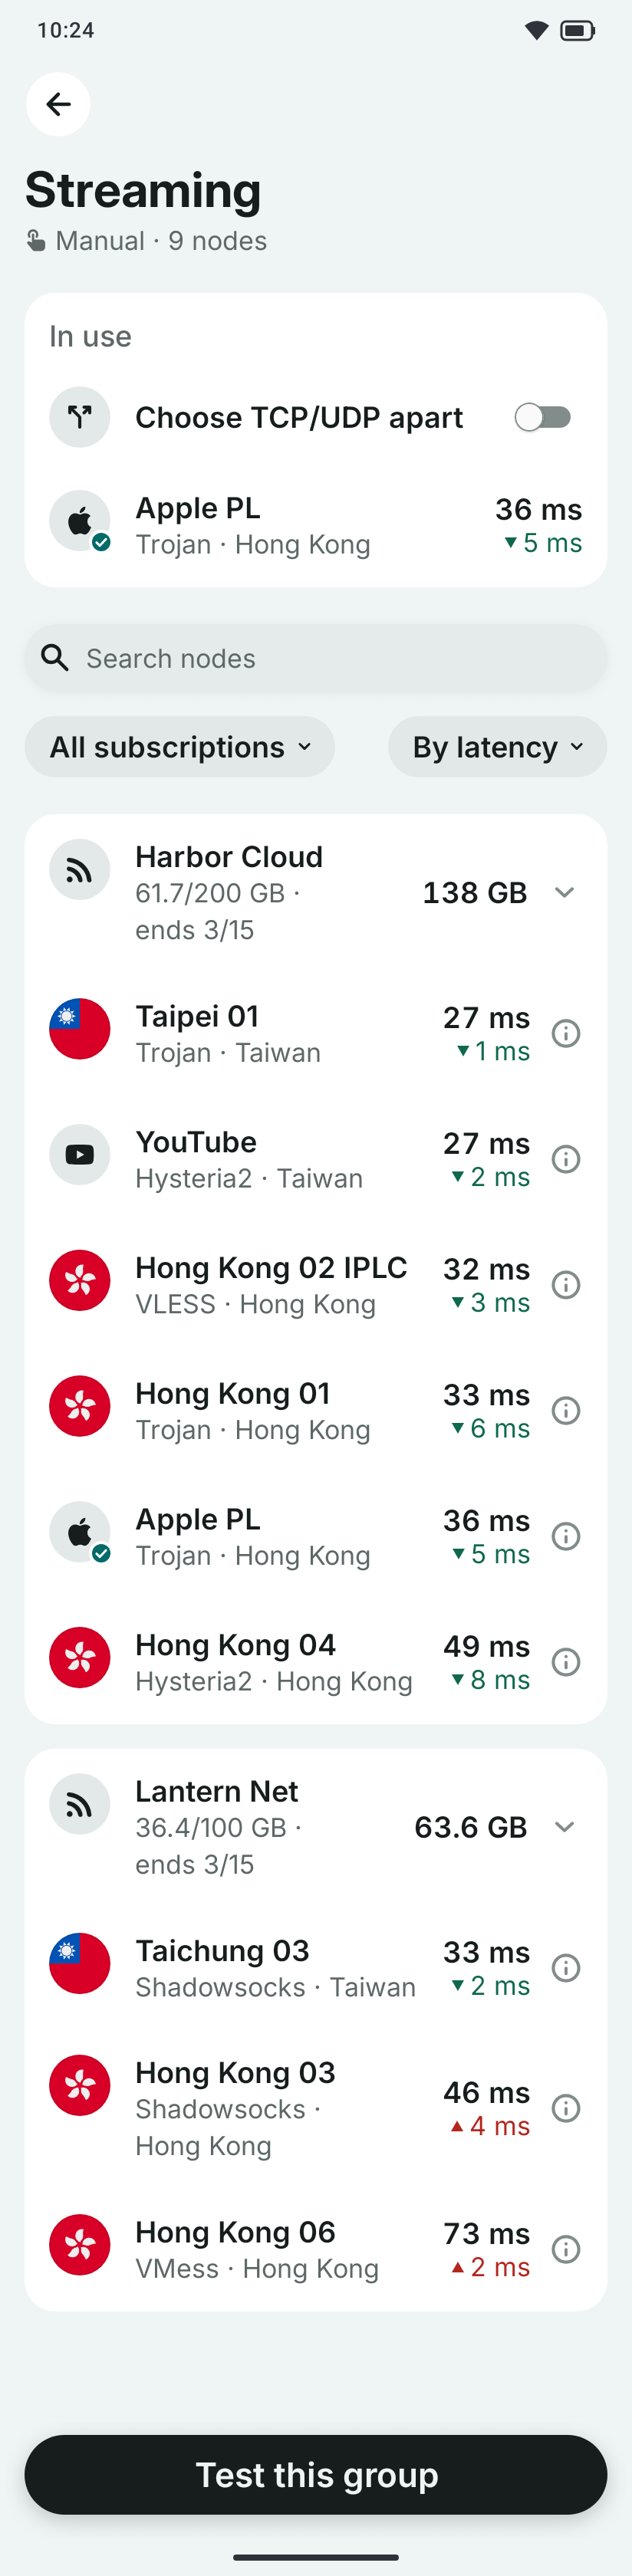 10:24
Streaming
Manual · 9 nodes
In use
Choose TCP/UDP apart
Apple PL
Trojan · Hong Kong
36 ms
▼ 5 ms
Search nodes
All subscriptions
By latency
Harbor Cloud
61.7/200 GB ·
ends 3/15
138 GB
Taipei 01
Trojan · Taiwan
27 ms
▼ 1 ms
YouTube
Hysteria2 · Taiwan
27 ms
▼ 2 ms
Hong Kong 02 IPLC
VLESS · Hong Kong
32 ms
▼ 3 ms
Hong Kong 01
Trojan · Hong Kong
33 ms
▼ 6 ms
Apple PL
Trojan · Hong Kong
36 ms
▼ 5 ms
Hong Kong 04
Hysteria2 · Hong Kong
49 ms
▼ 8 ms
Lantern Net
36.4/100 GB ·
ends 3/15
63.6 GB
Taichung 03
Shadowsocks · Taiwan
33 ms
▼ 2 ms
Hong Kong 03
Shadowsocks ·
Hong Kong
46 ms
▲ 4 ms
Hong Kong 06
VMess · Hong Kong
73 ms
▲ 2 ms
Test this group